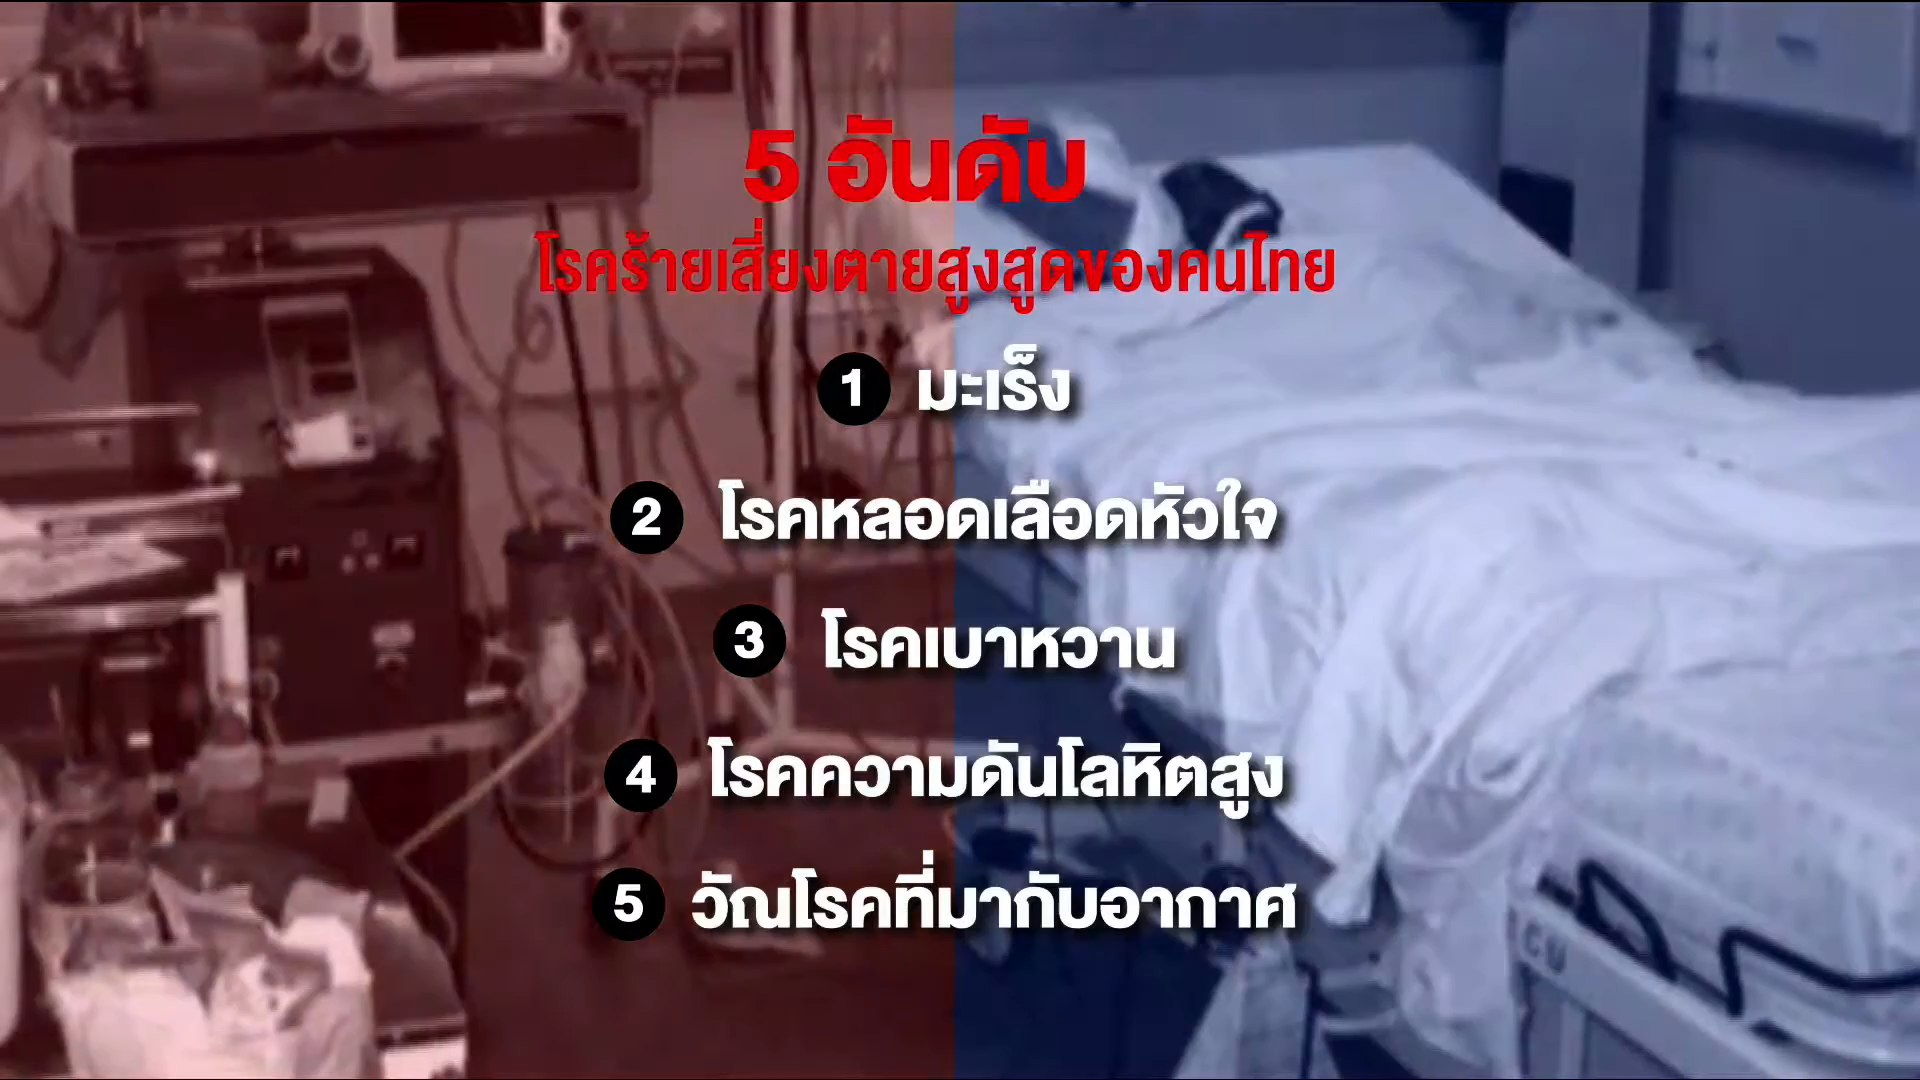 5 อันดับ
โรคร้ายเสี่ยงตายสูงสูดของคนไทย
1 มะเร็ง
2 โรคหลอดเลือดหัวใจ
3 โรคเบาหวาน
4 โรคความดันโลหิตสูง
5 วัณโรคที่มากับอากาศ
CU